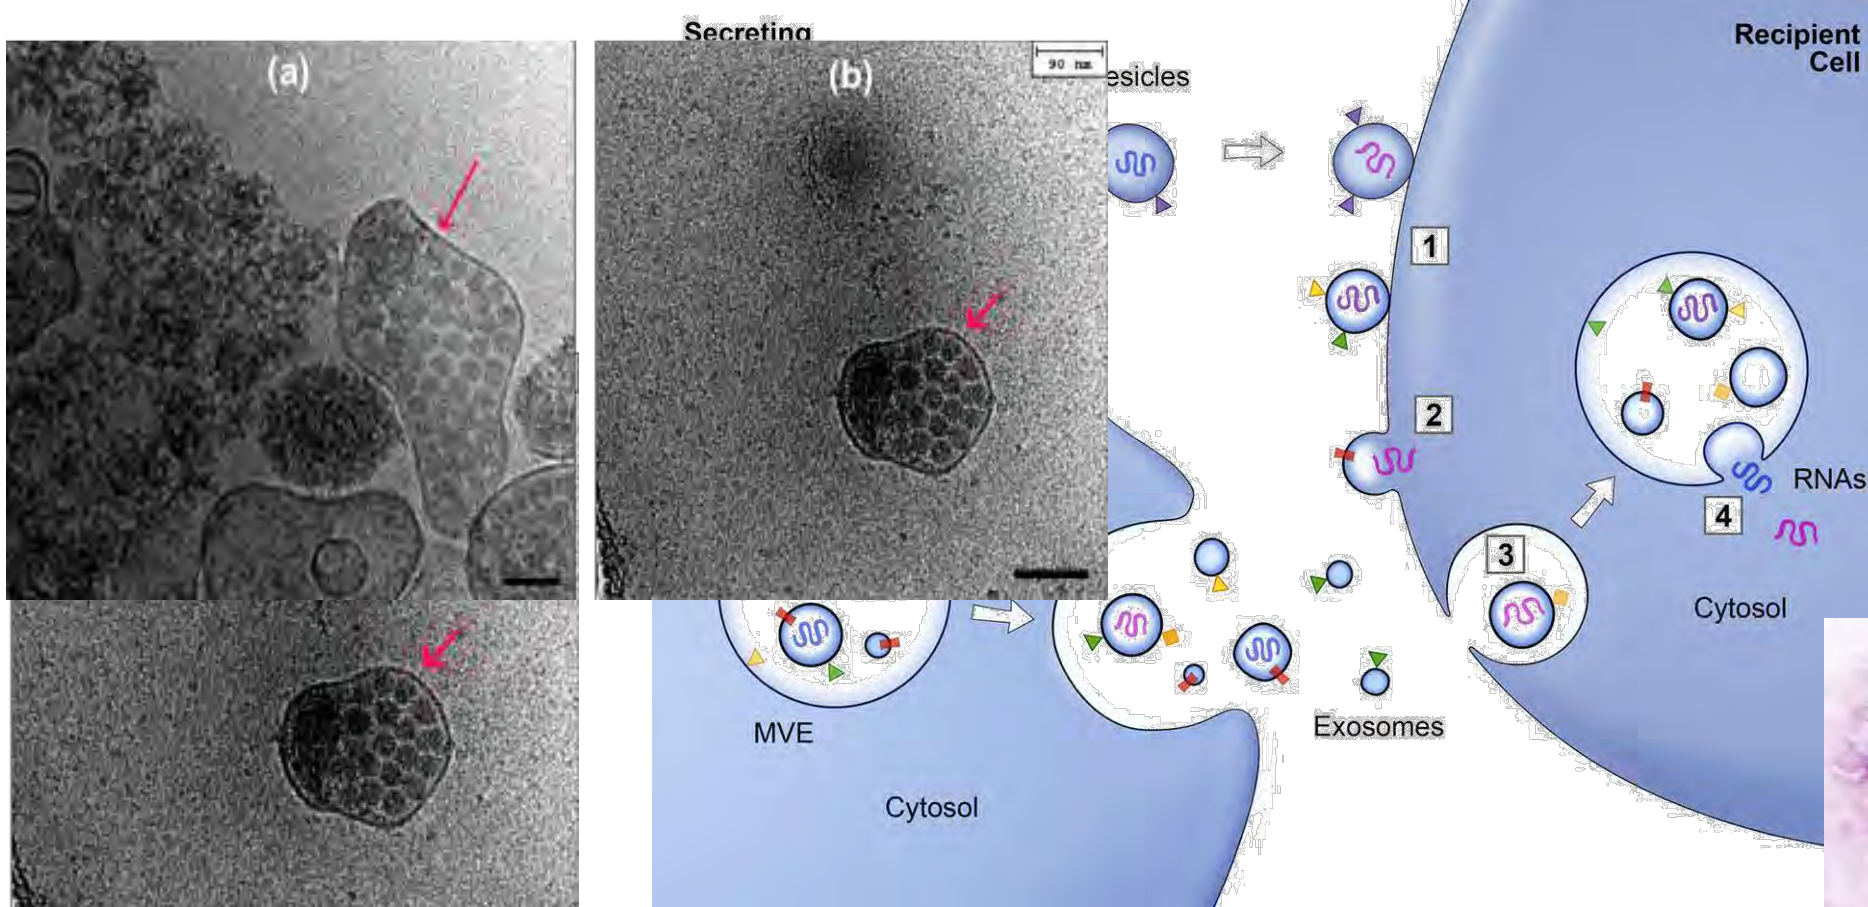 Secreting
Recipient
Cell
(a)
(b)
90 nm
esicles
1
2
RNAs
4
3
Cytosol
Exosomes
MVE
Cytosol